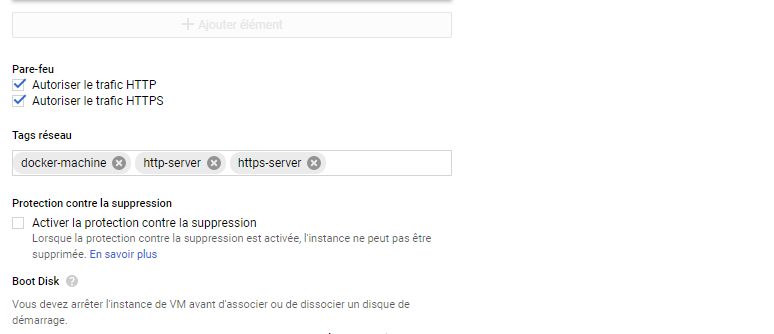 Ajouter élément
Pare-feu
Autoriser le trafic HTTP
Autoriser le trafic HTTPS
Tags réseau
docker-machine http-server https-server
Protection contre la suppression
Activer la protection contre la suppression
Lorsque la protection contre la suppression est activée, l'instance ne peut pas être
supprimée. En savoir plus
Boot Disk ?
Vous devez arrêter l'instance de VM avant d'associer ou de dissocier un disque de
démarrage.